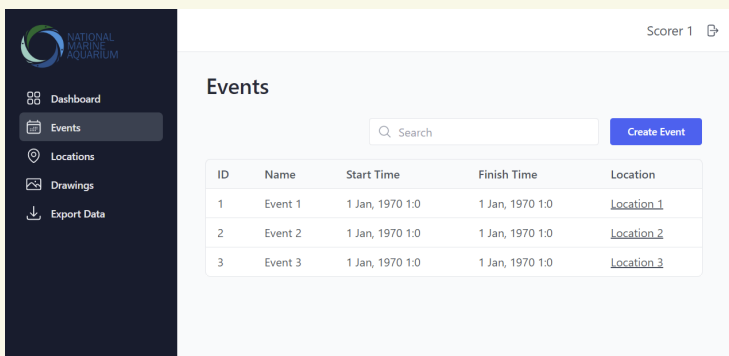 NATIONAL
MARINE
AQUARIUM
Scorer 1
Dashboard
Events
Locations
Drawings
Export Data
Events
Search
Create Event
ID Name Start Time Finish Time Location
1 Event 1 1 Jan, 1970 1:0 1 Jan, 1970 1:0 Location 1
2 Event 2 1 Jan, 1970 1:0 1 Jan, 1970 1:0 Location 2
3 Event 3 1 Jan, 1970 1:0 1 Jan, 1970 1:0 Location 3